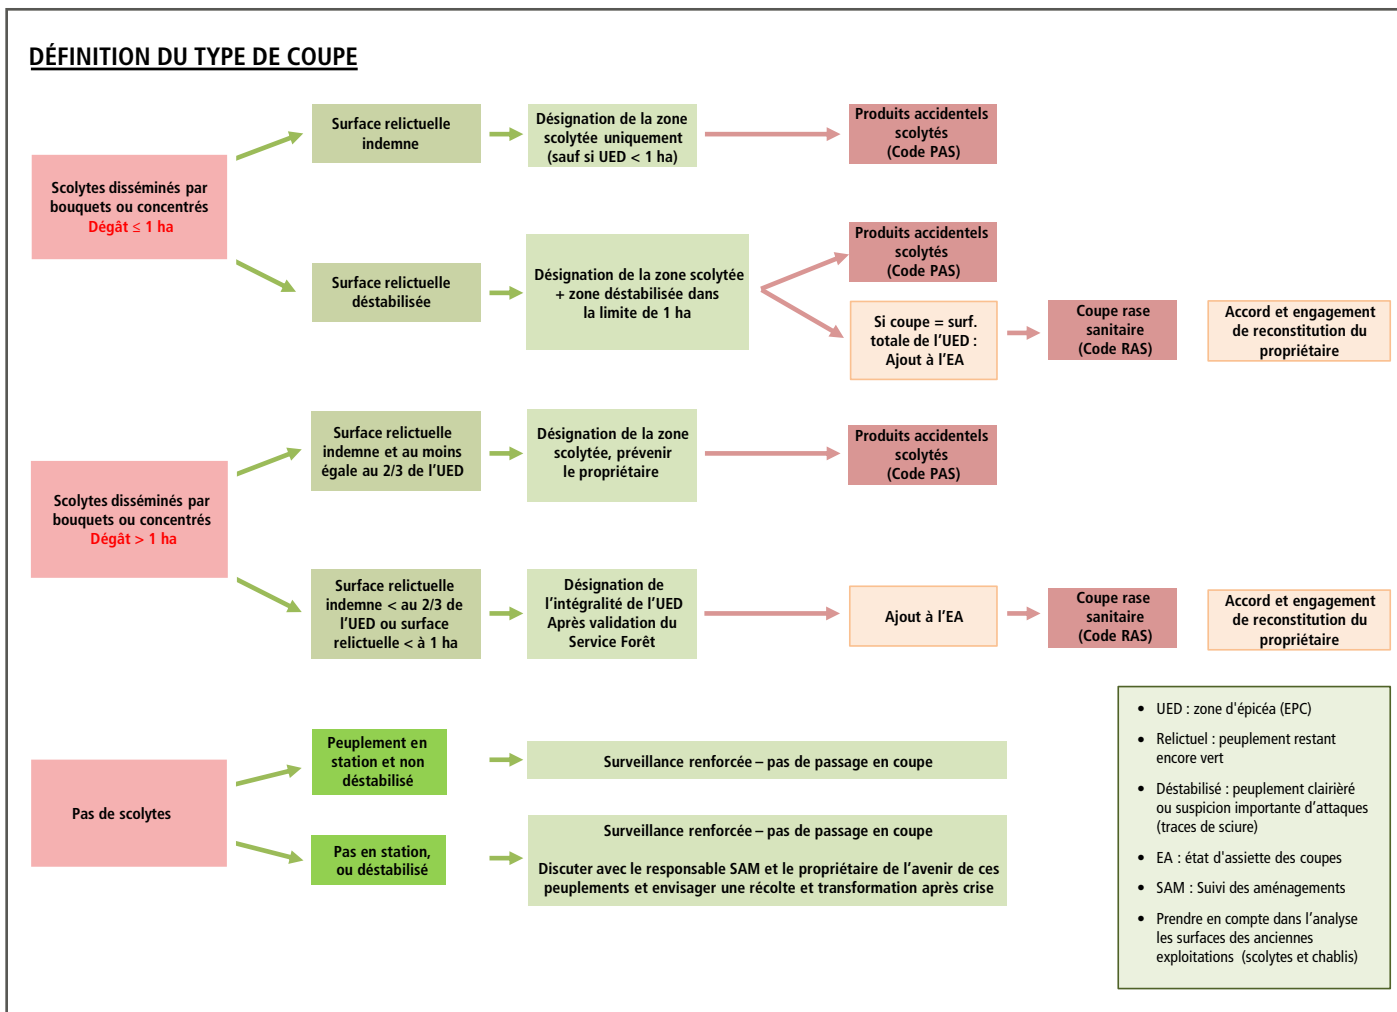 DÉFINITION DU TYPE DE COUPE
Scolytes disséminés par
bouquets ou concentrés
Dégât ≤ 1 ha
Surface relictuelle
indemne
Désignation de la zone
scolytée uniquement
(sauf si UED < 1 ha)
Produits accidentels
scolytés
(Code PAS)
Surface relictuelle
déstabilisée
Désignation de la zone scolytée
+ zone déstabilisée dans
la limite de 1 ha
Produits accidentels
scolytés
(Code PAS)
Si coupe = surf.
totale de l'UED :
Ajout à l'EA
Coupe rase
sanitaire
(Code RAS)
Accord et engagement
de reconstitution du
propriétaire
Scolytes disséminés par
bouquets ou concentrés
Dégât > 1 ha
Surface relictuelle
indemne et au moins
égale au 2/3 de l'UED
Désignation de la zone
scolytée, prévenir
le propriétaire
Produits accidentels
scolytés
(Code PAS)
Surface relictuelle
indemne < au 2/3 de
l'UED ou surface
relictuelle < à 1 ha
Désignation de
l'intégralité de l'UED
Après validation du
Service Forêt
Ajout à l'EA
Coupe rase
sanitaire
(Code RAS)
Accord et engagement
de reconstitution du
propriétaire
Pas de scolytes
Peuplement en
station et non
déstabilisé
Surveillance renforcée – pas de passage en coupe
Pas en station,
ou déstabilisé
Surveillance renforcée – pas de passage en coupe
Discuter avec le responsable SAM et le propriétaire de l'avenir de ces
peuplements et envisager une récolte et transformation après crise
• UED : zone d'épicéa (EPC)
• Relictuel : peuplement restant
encore vert
• Déstabilisé : peuplement clairièré
ou suspicion importante d'attaques
(traces de sciure)
• EA : état d'assiette des coupes
• SAM : Suivi des aménagements
• Prendre en compte dans l'analyse
les surfaces des anciennes
exploitations (scolytes et chablis)